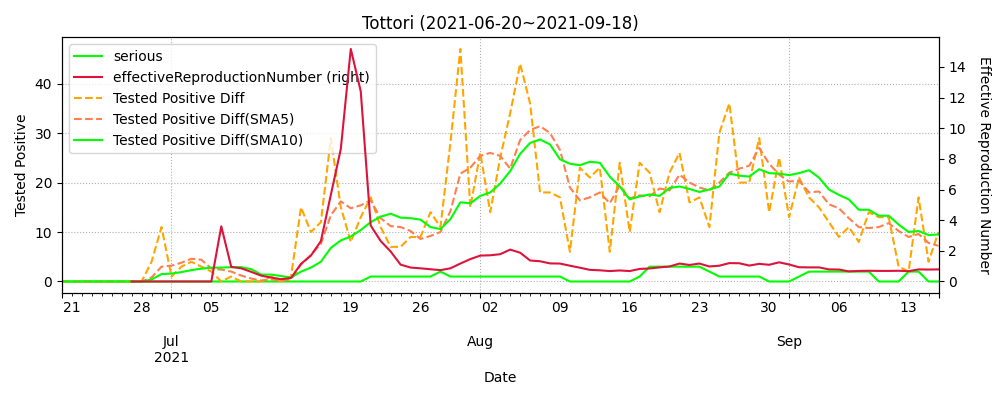 Tottori (2021-06-20~2021-09-18)
serious
effectiveReproductionNumber (right)
Tested Positive Diff
Tested Positive Diff(SMA5)
Tested Positive Diff(SMA10)
Tested Positive
40
30
20
10
0
14
12
10
8
6
4
2
0
Effective Reproduction Number
21 28 05 12 19 26 02 09 16 23 30 06 13
Jul Aug Sep
2021
Date